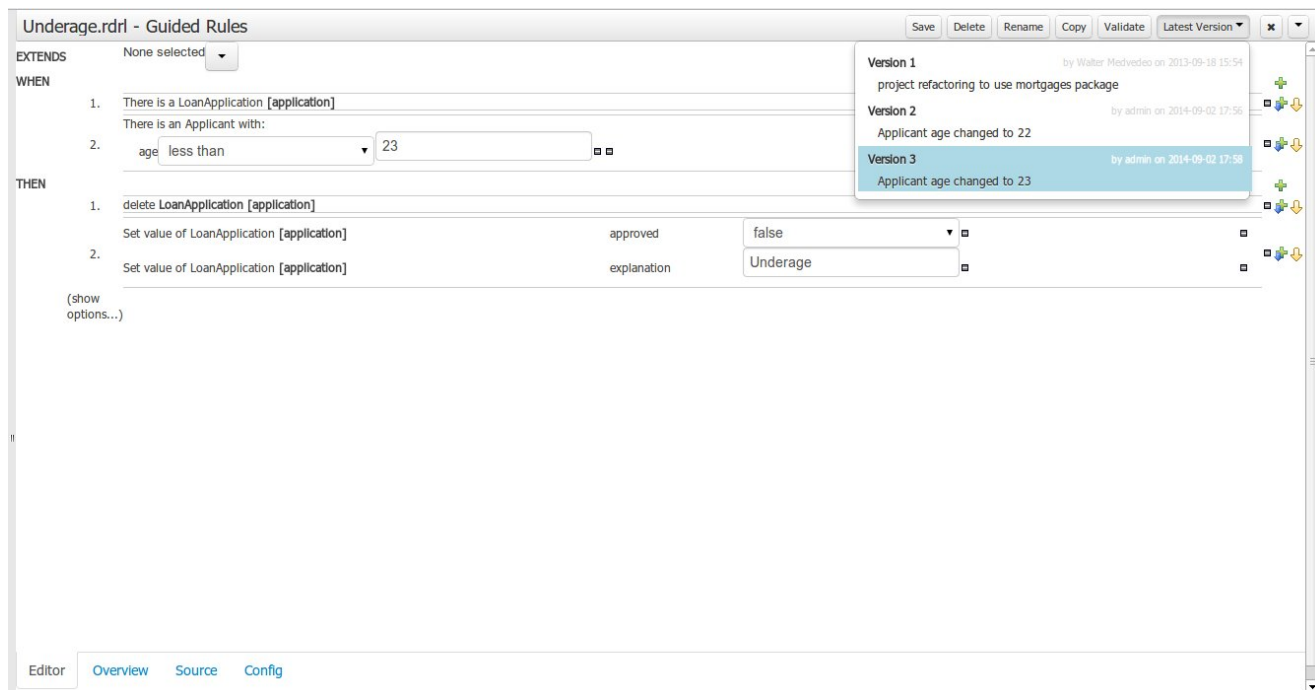 Underage.rdrl - Guided Rules
Save Delete Rename Copy Validate Latest Version
EXTENDS None selected
Version 1 by Walter Medvedeo on 2013-09-18 15:54
project refactoring to use mortgages package
Version 2 by admin on 2014-09-02 17:56
Applicant age changed to 22
Version 3 by admin on 2014-09-02 17:58
Applicant age changed to 23
WHEN
1. There is a LoanApplication [application]
There is an Applicant with:
2.
age less than 23
THEN
1. delete LoanApplication [application]
Set value of LoanApplication [application] approved false
2.
Set value of LoanApplication [application] explanation Underage
(show
options...)
Editor Overview Source Config